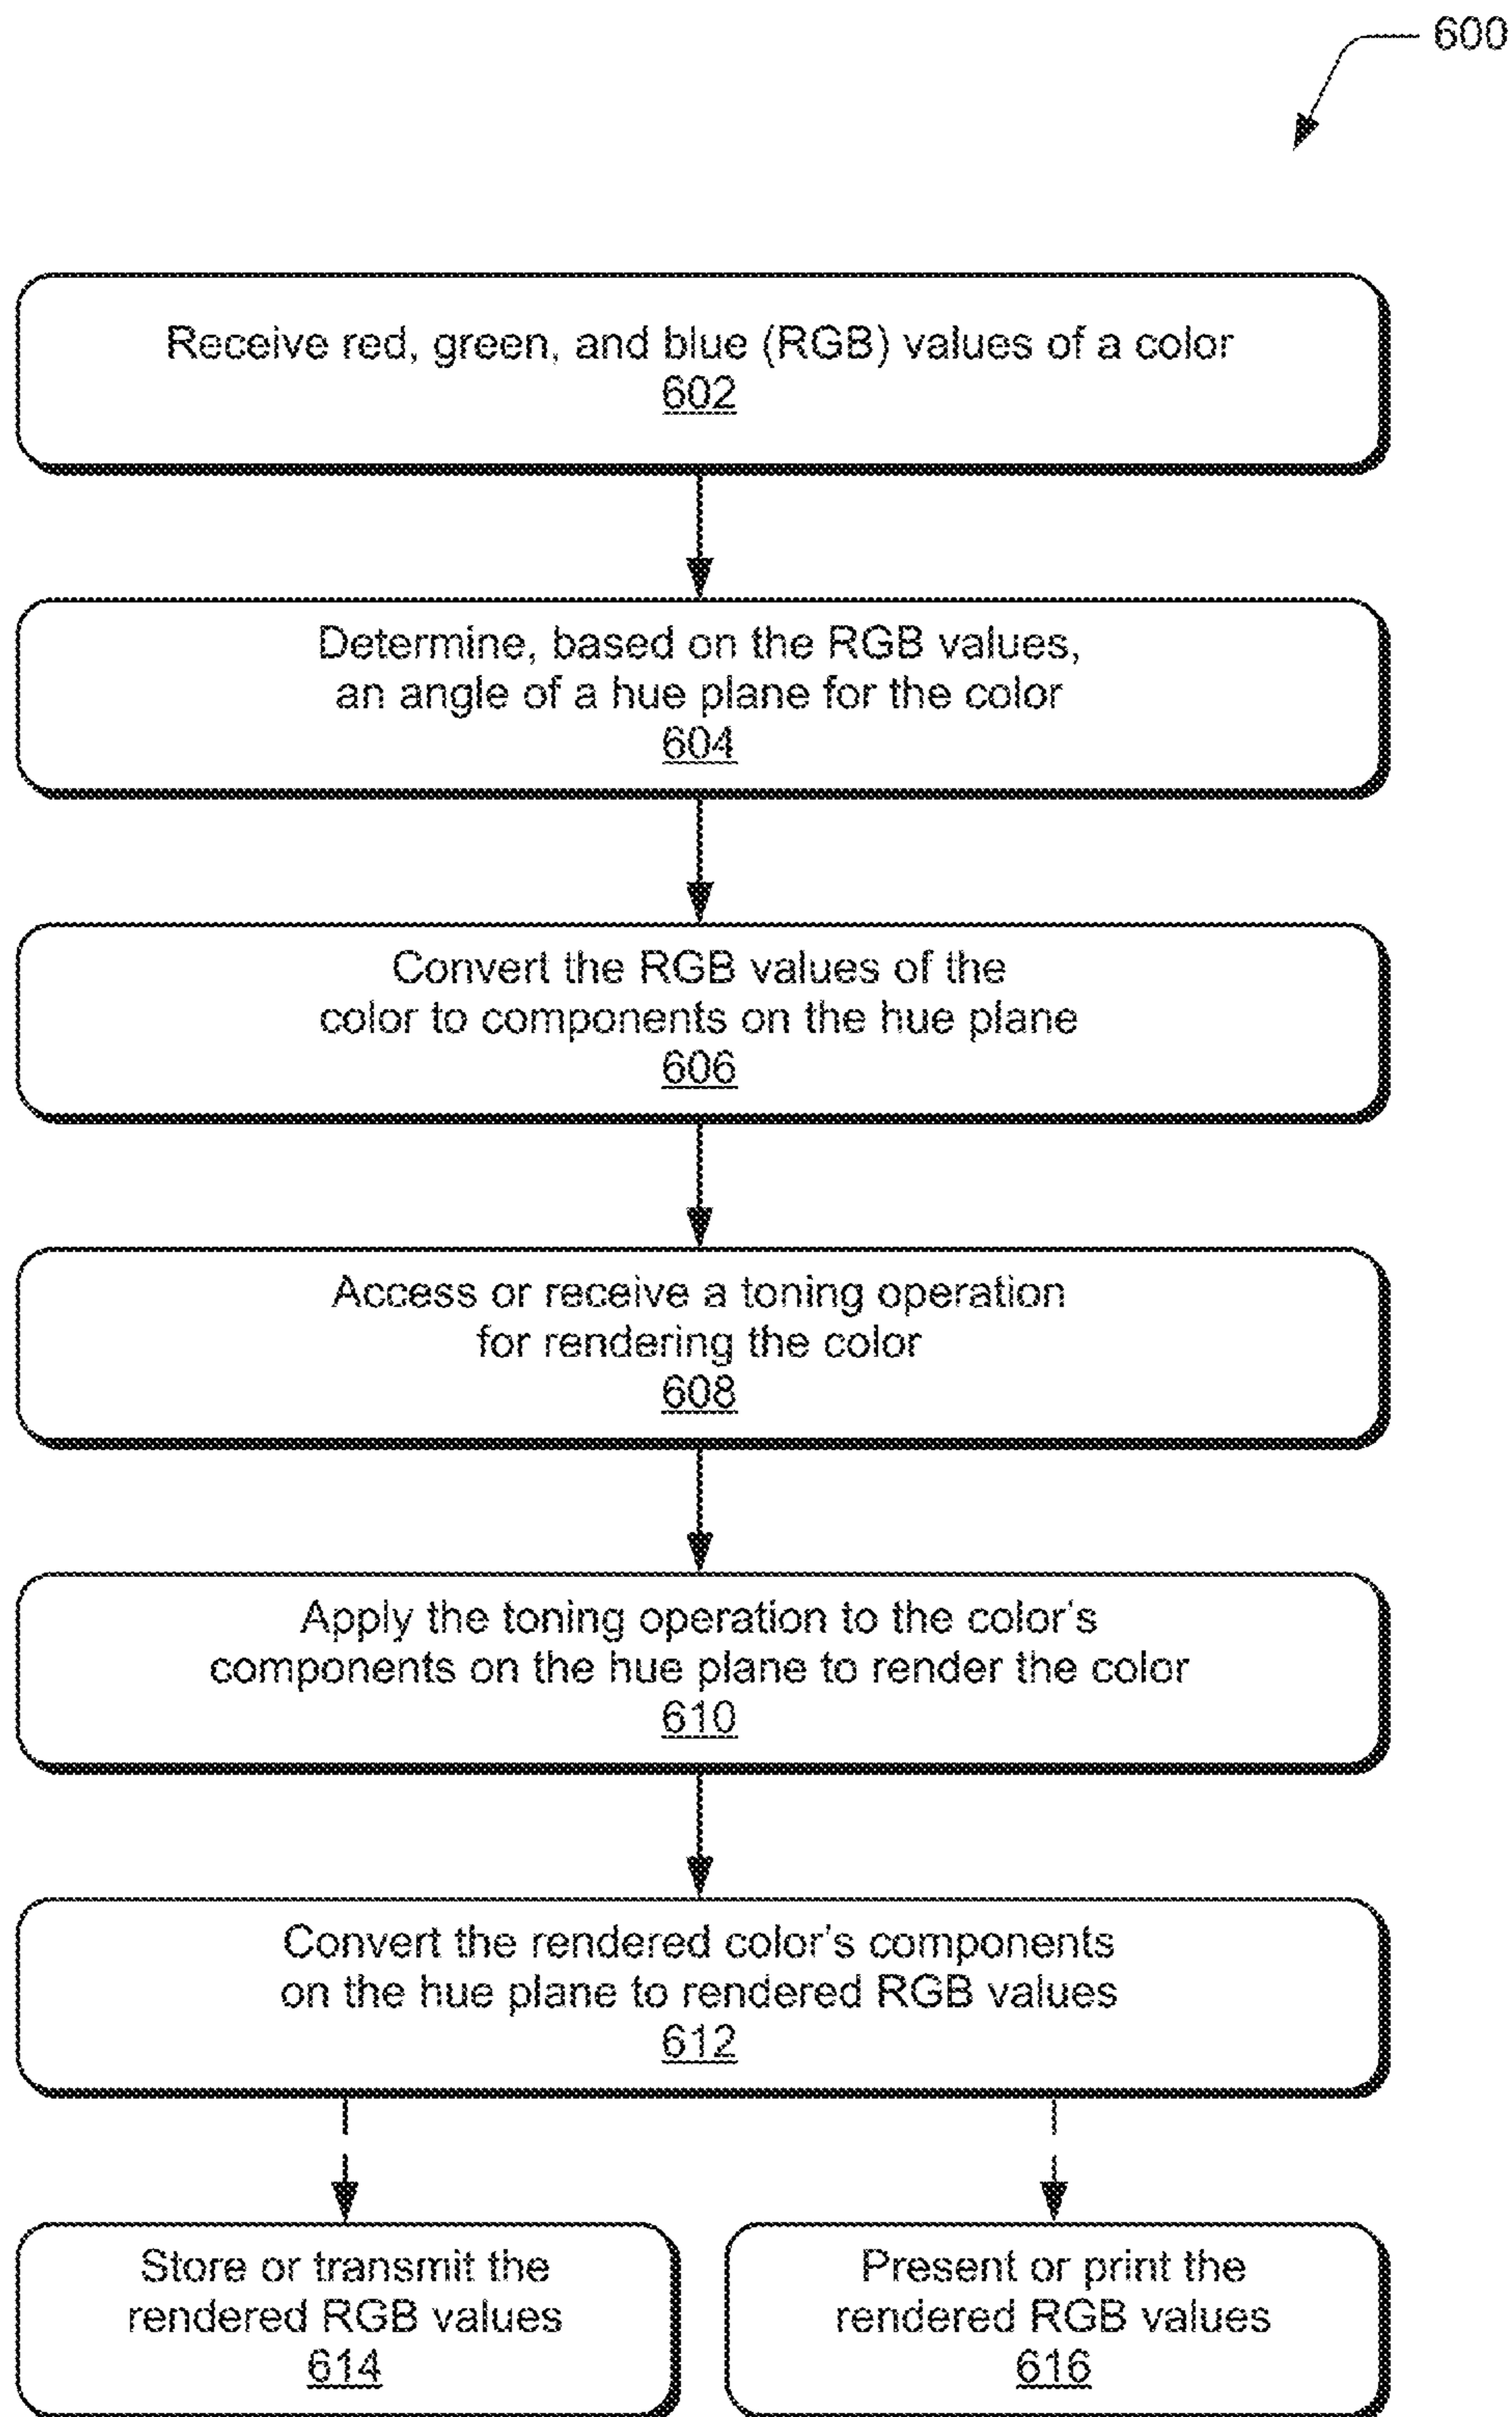 600
Receive red, green, and blue (RGB) values of a color
602
Determine, based on the RGB values,
an angle of a hue plane for the color
604
Convert the RGB values of the
color to components on the hue plane
606
Access or receive a toning operation
for rendering the color
608
Apply the toning operation to the color's
components on the hue plane to render the color
610
Convert the rendered color's components
on the hue plane to rendered RGB values
612
Store or transmit the
rendered RGB values
614
Present or print the
rendered RGB values
616